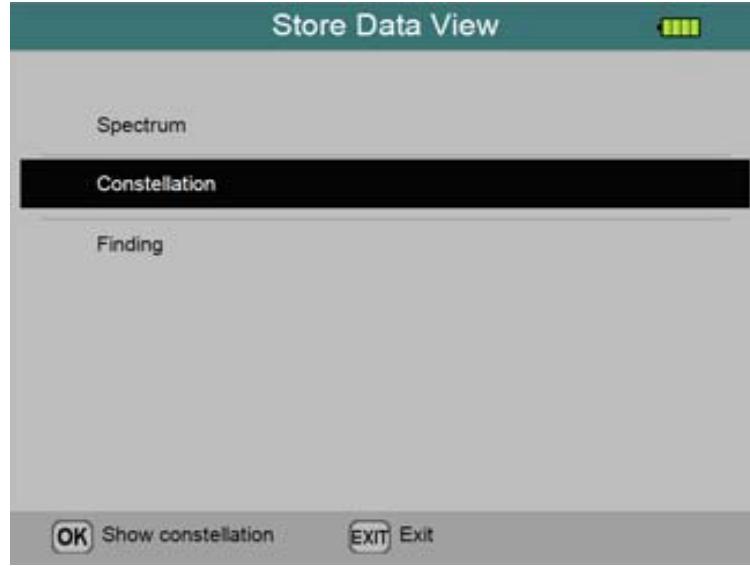 Store Data View
Spectrum
Constellation
Finding
OK Show constellation EXIT Exit